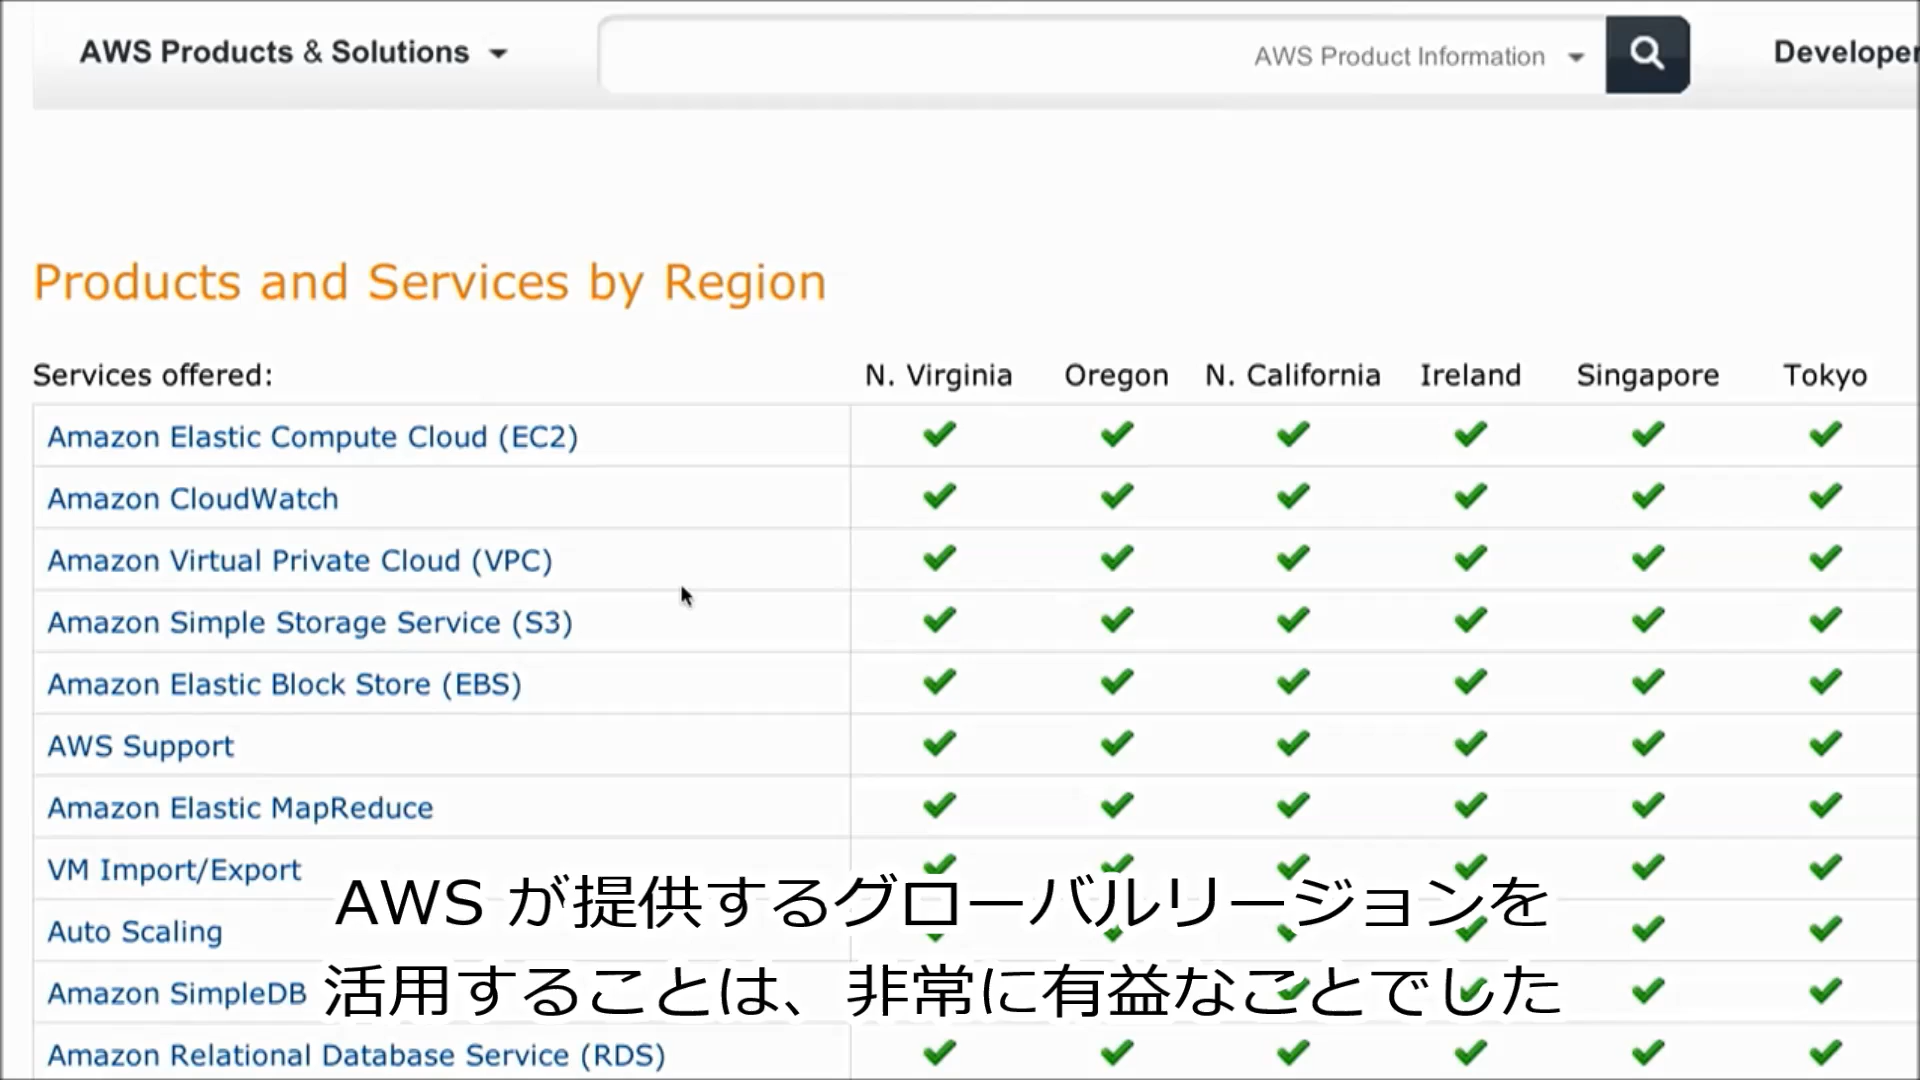 AWS Products & Solutions
AWS Product Information
Developer
Products and Services by Region
Services offered: N. Virginia Oregon N. California Ireland Singapore Tokyo
Amazon Elastic Compute Cloud (EC2)
Amazon CloudWatch
Amazon Virtual Private Cloud (VPC)
Amazon Simple Storage Service (S3)
Amazon Elastic Block Store (EBS)
AWS Support
Amazon Elastic MapReduce
VM Import/Export
Auto Scaling
Amazon SimpleDB
Amazon Relational Database Service (RDS)
AWS が提供するグローバルリージョンを
活用することは、非常に有益なことでした